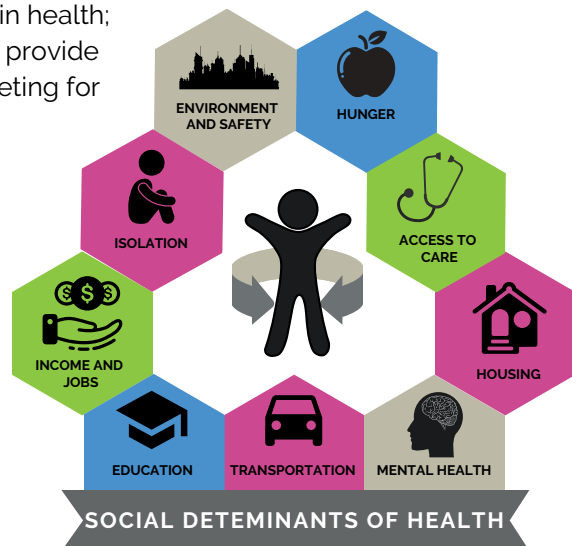 in health;
provide
eting for
ENVIRONMENT
AND SAFETY
HUNGER
ISOLATION
ACCESS TO
CARE
$ $ $
INCOME AND
JOBS
HOUSING
EDUCATION
TRANSPORTATION
MENTAL HEALTH
SOCIAL DETEMINANTS OF HEALTH